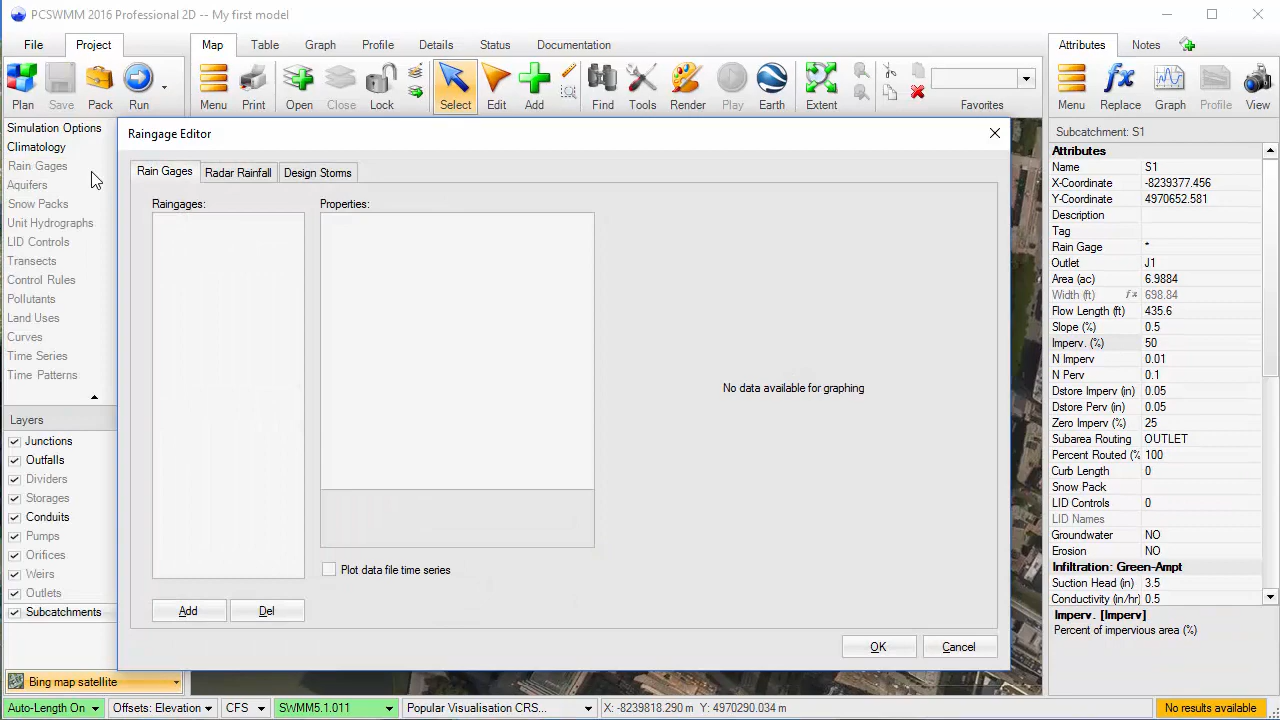 PCSWMM 2016 Professional 2D - My first model
File
Project
Map
Table
Graph
Profile
Details
Status
Documentation
Attributes
Notes
Plan
Save
Pack
Run
Menu
Print
Open
Close
Lock
Select
Edit
Add
Find
Tools
Render
Play
Earth
Extent
Favorites
Menu
Replace
Graph
Profile
View
Simulation Options
Climatology
Rain Gages
Aquifers
Snow Packs
Unit Hydrographs
LID Controls
Transects
Control Rules
Pollutants
Land Uses
Curves
Time Series
Time Patterns
Layers
Junctions
Outfalls
Dividers
Storages
Conduits
Pumps
Orifices
Weirs
Outlets
Subcatchments
Bing map satellite
Raingage Editor
Rain Gages
Radar Rainfall
Design Storms
Raingages:
Properties:
No data available for graphing
Plot data file time series
Add
Del
OK
Cancel
Subcatchment: S1
Attributes
Name S1
X-Coordinate -8239377.456
Y-Coordinate 4970652.581
Description
Tag
Rain Gage *
Outlet J1
Area (ac) 6.9884
Width (ft) fx 698.84
Flow Length (ft) 435.6
Slope (%) 0.5
Imperv. (%) 50
N Imperv 0.01
N Perv 0.1
Dstore Imperv (in) 0.05
Dstore Perv (in) 0.05
Zero Imperv (%) 25
Subarea Routing OUTLET
Percent Routed (% 100
Curb Length 0
Snow Pack
LID Controls 0
LID Names
Groundwater NO
Erosion NO
Infiltration: Green-Ampt
Suction Head (in) 3.5
Conductivity (in/hr) 0.5
Imperv. [Imperv]
Percent of impervious area (%)
Auto-Length On
Offsets: Elevation
CFS
SWMM5.1.011
Popular Visualisation CRS...
X: -8239818.290 m Y: 4970290.034 m
No results available